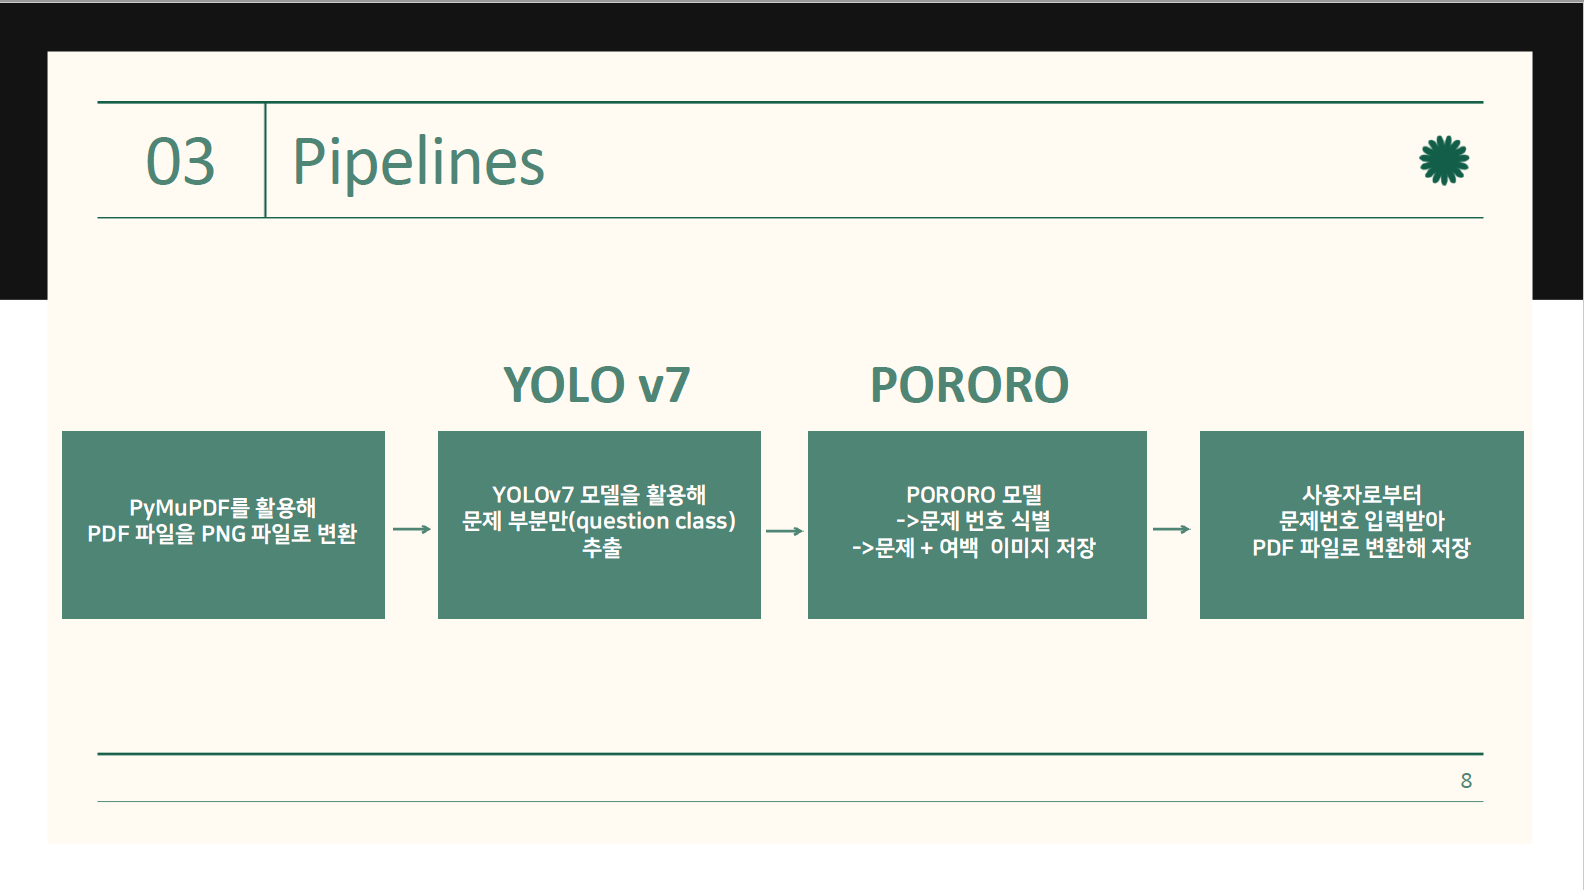 03
Pipelines
YOLO v7
PORORO
PyMuPDF를 활용해
PDF 파일을 PNG 파일로 변환
YOLOv7 모델을 활용해
문제 부분만(question class)
추출
PORORO 모델
->문제 번호 식별
->문제 + 여백  이미지 저장
사용자로부터
문제번호 입력받아
PDF 파일로 변환해 저장
8